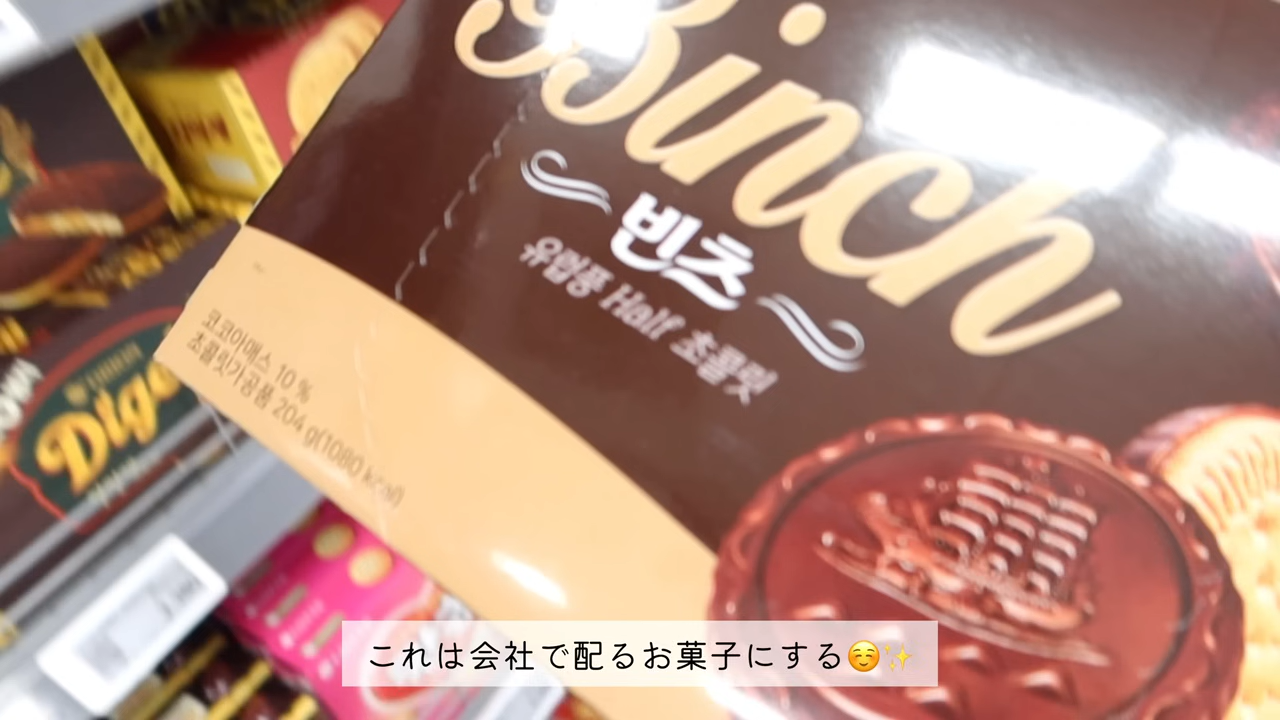 Binch
빈츠
유럽풍 Half 초콜릿
코코아매스 10 %
초콜릿가공품 204 g(1080 kcal)
Dige
これは会社で配るお菓子にする☺️✨